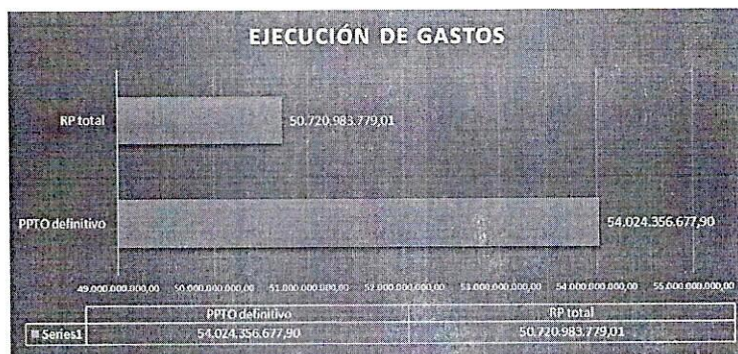 EJECUCIÓN DE GASTOS
RP total
50.720.983.779,01
PPTO definitivo
54.024.356.677,90
49.000.000.000,00 50.000.000.000,00 51.000.000.000,00 52.000.000.000,00 53.000.000.000,00 54.000.000.000,00 55.000.000.000,00
PPTO definitivo RP total
Series1 54.024.356.677,90 50.720.983.779,01